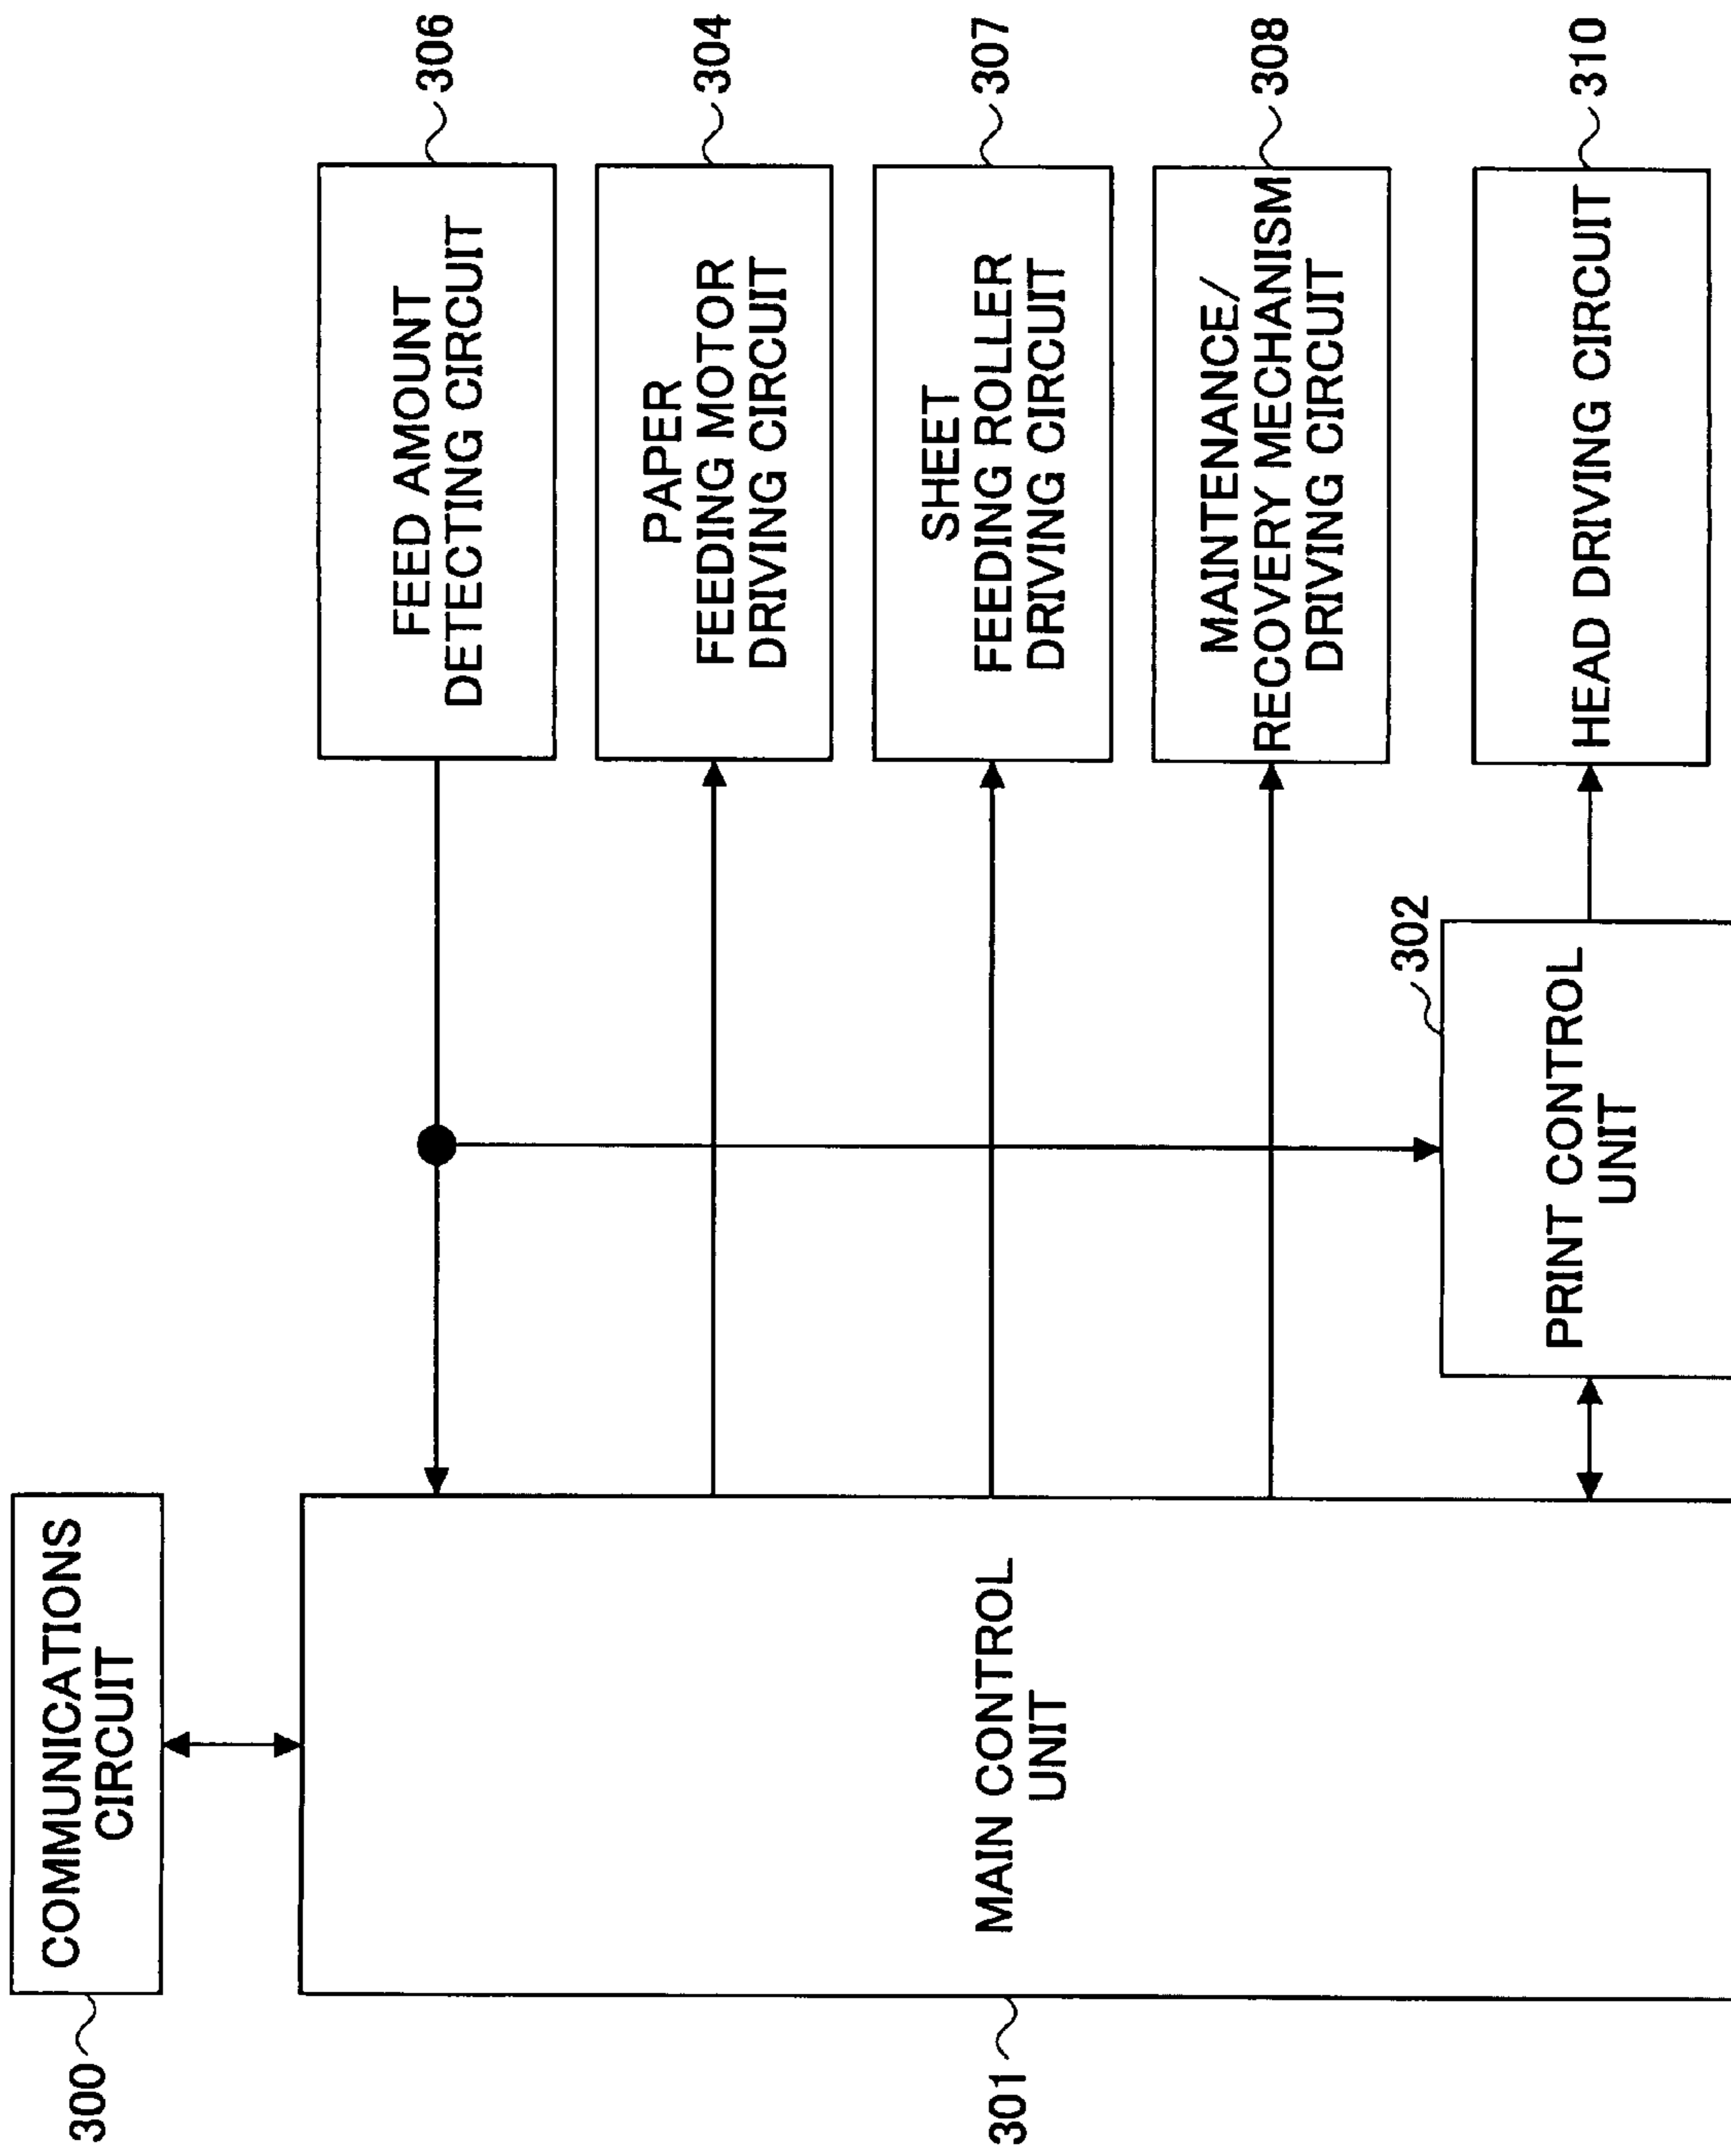 300
COMMUNICATIONS
CIRCUIT
301
MAIN CONTROL
UNIT
302
PRINT CONTROL
UNIT
FEED AMOUNT
DETECTING CIRCUIT
306
PAPER
FEEDING MOTOR
DRIVING CIRCUIT
304
SHEET
FEEDING ROLLER
DRIVING CIRCUIT
307
MAINTENANCE/
RECOVERY MECHANISM
DRIVING CIRCUIT
308
HEAD DRIVING CIRCUIT
310